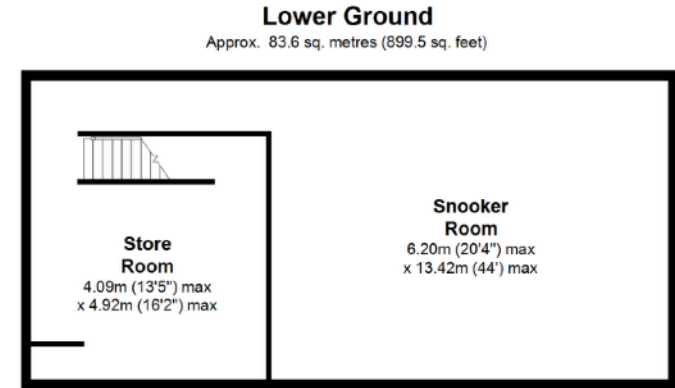 Lower Ground
Approx. 83.6 sq. metres (899.5 sq. feet)
Snooker
Room
6.20m (20'4") max
x 13.42m (44') max
Store
Room
4.09m (13'5") max
x 4.92m (16'2") max